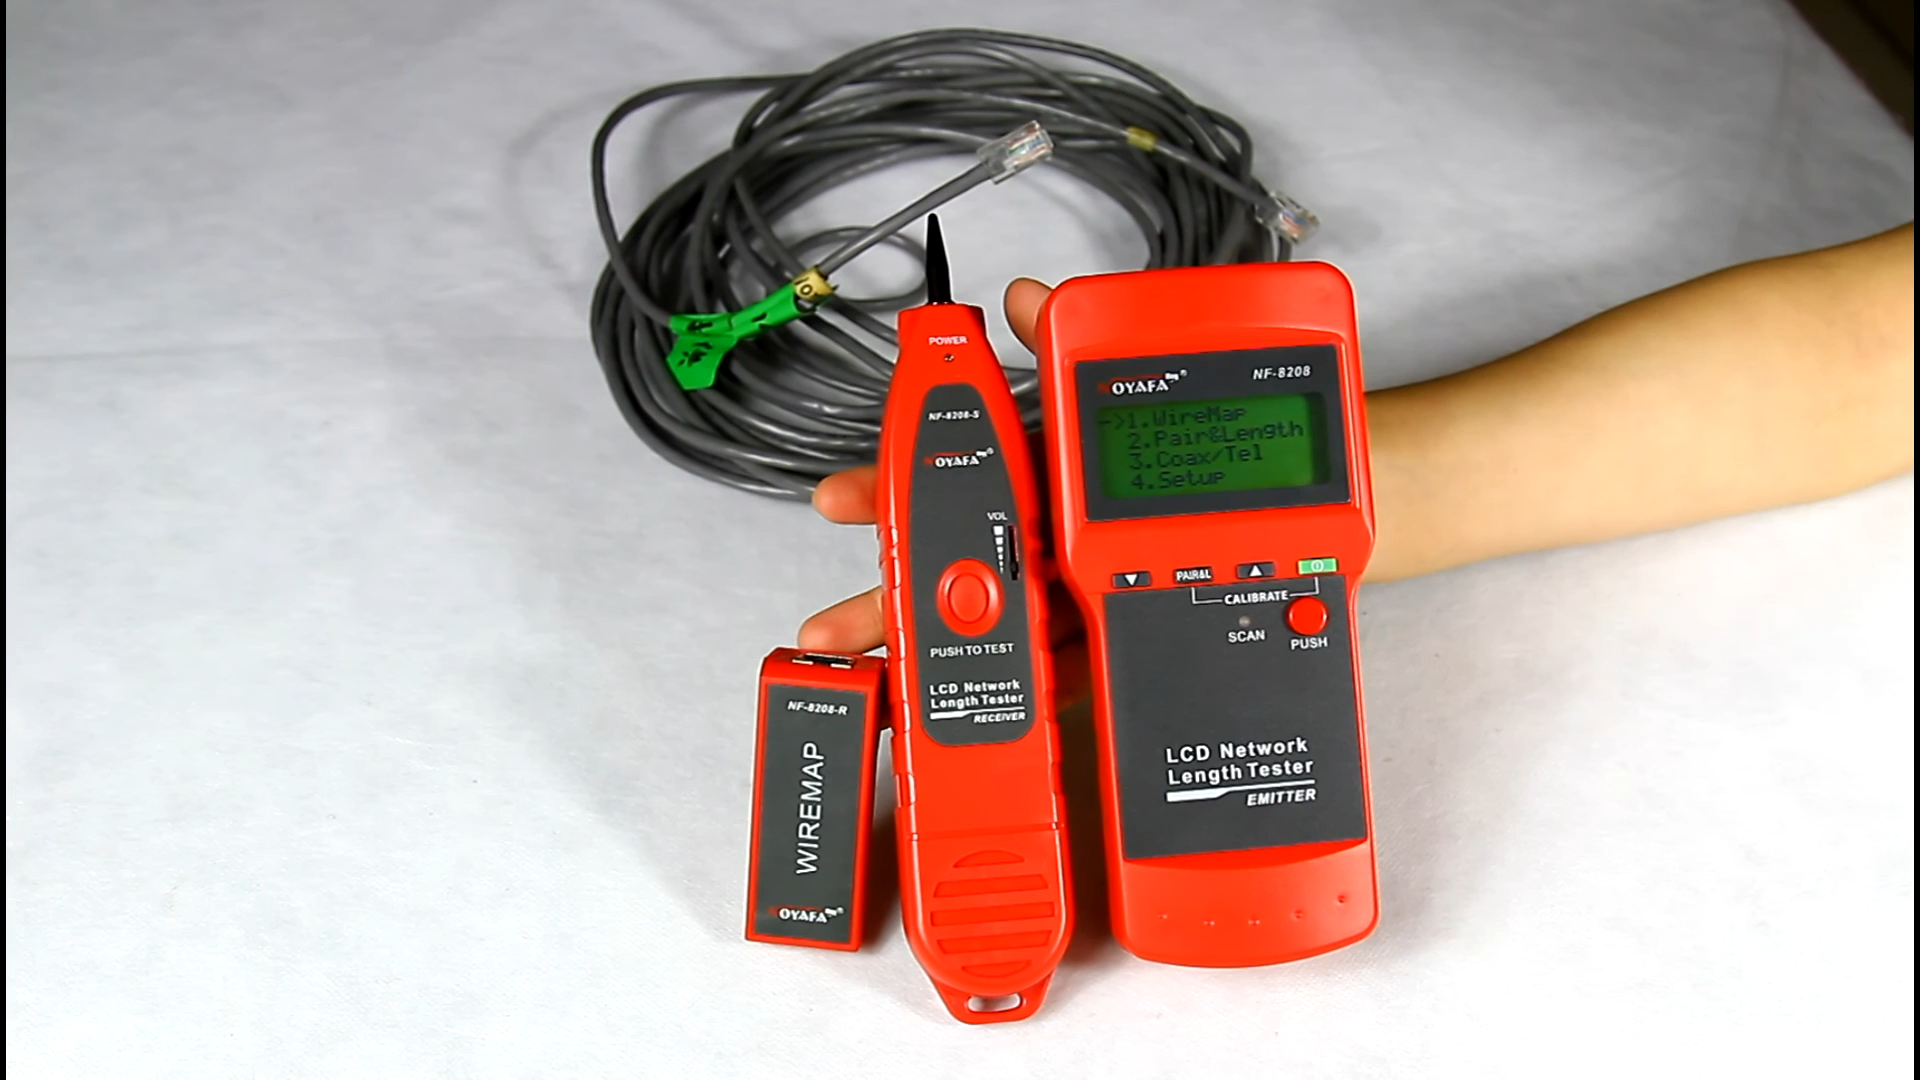 POWER
NF-8208-S
NOYAFA
VOL
PUSH TO TEST
LCD Network
Length Tester
RECEIVER
NF-8208-R
WIREMAP
NOYAFA
NOYAFA
NF-8208
->1.WireMap
2.Pair&Length
3.Coax/Tel
4.Setup
▼ PAIR&L ▲
CALIBRATE
SCAN
PUSH
LCD Network
Length Tester
EMITTER